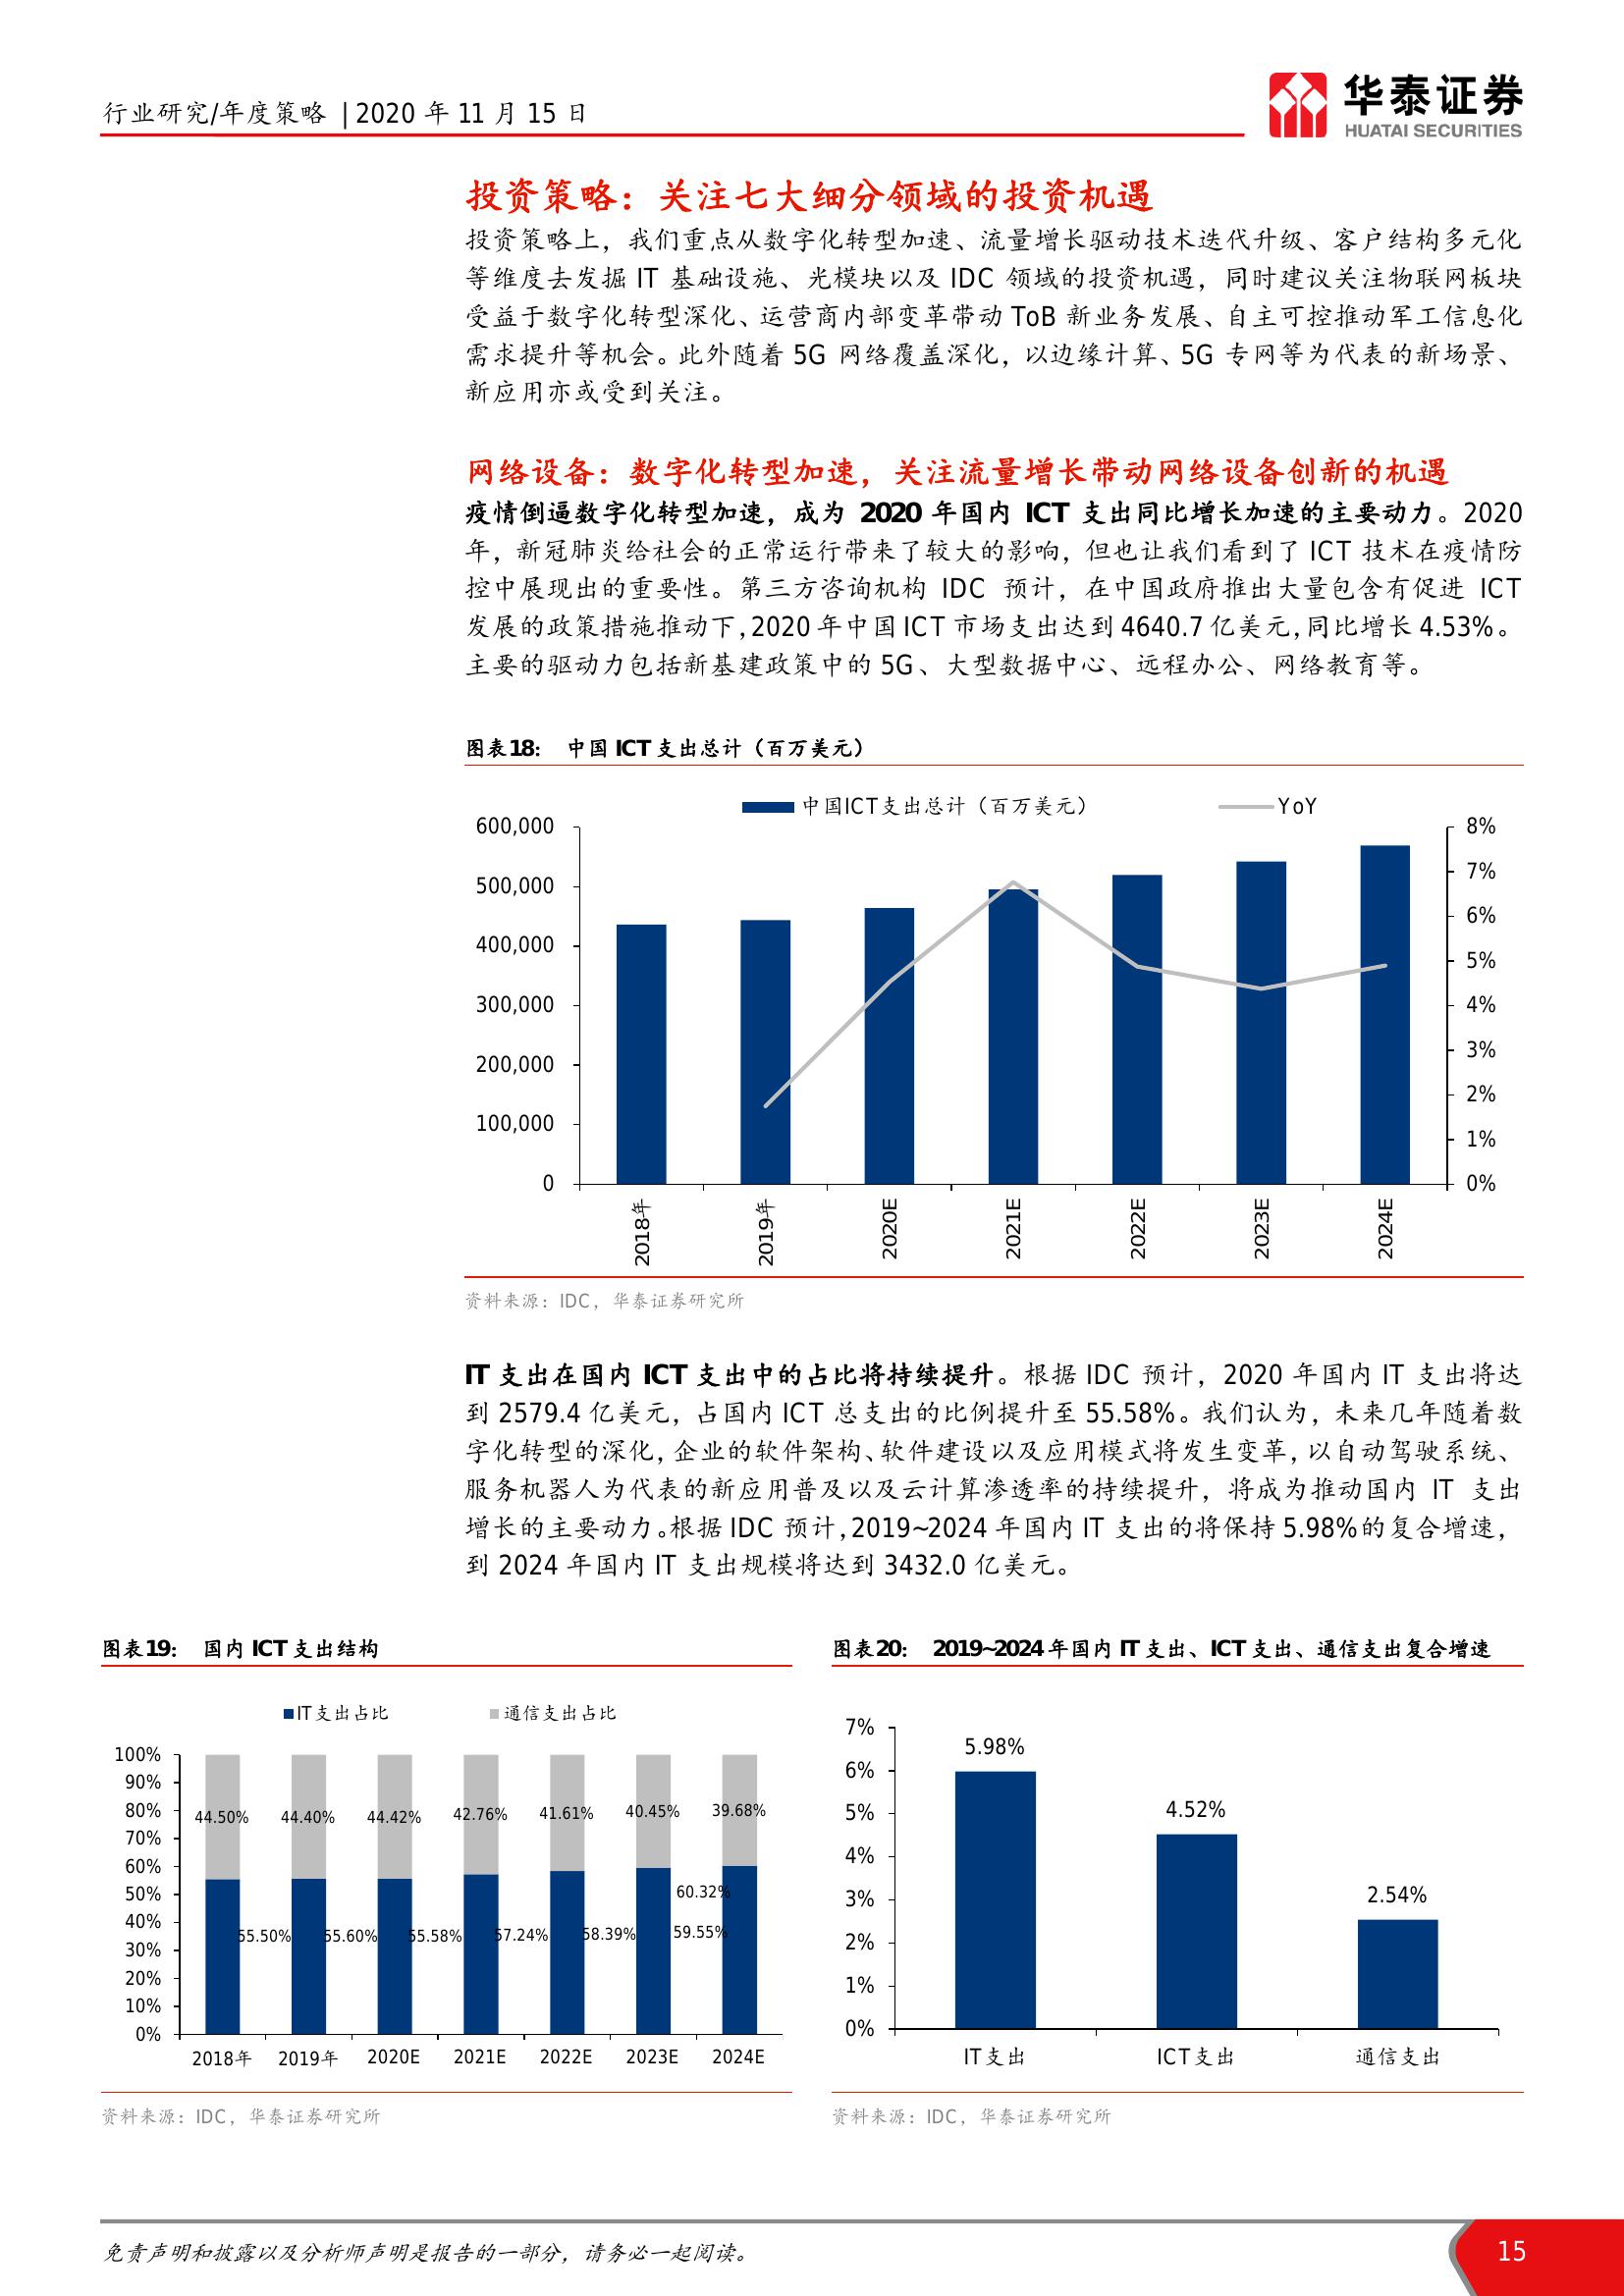 行业研究/年度策略 | 2020 年 11 月 15 日
华泰证券
HUATAI SECURITIES
投资策略：关注七大细分领域的投资机遇
投资策略上，我们重点从数字化转型加速、流量增长驱动技术迭代升级、客户结构多元化
等维度去发掘 IT 基础设施、光模块以及 IDC 领域的投资机遇，同时建议关注物联网板块
受益于数字化转型深化、运营商内部变革带动 ToB 新业务发展、自主可控推动军工信息化
需求提升等机会。此外随着 5G 网络覆盖深化，以边缘计算、5G 专网等为代表的新场景、
新应用亦或受到关注。
网络设备：数字化转型加速，关注流量增长带动网络设备创新的机遇
疫情倒逼数字化转型加速，成为 2020 年国内 ICT 支出同比增长加速的主要动力。2020
年，新冠肺炎给社会的正常运行带来了较大的影响，但也让我们看到了 ICT 技术在疫情防
控中展现出的重要性。第三方咨询机构 IDC 预计，在中国政府推出大量包含有促进 ICT
发展的政策措施推动下，2020 年中国 ICT 市场支出达到 4640.7 亿美元，同比增长 4.53%。
主要的驱动力包括新基建政策中的 5G、大型数据中心、远程办公、网络教育等。
图表18： 中国 ICT 支出总计（百万美元）
中国ICT支出总计（百万美元） YoY
600,000 8%
7%
500,000
6%
400,000
5%
300,000 4%
3%
200,000
2%
100,000
1%
0 0%
2018年 2019年 2020E 2021E 2022E 2023E 2024E
资料来源：IDC，华泰证券研究所
IT 支出在国内 ICT 支出中的占比将持续提升。根据 IDC 预计，2020 年国内 IT 支出将达
到 2579.4 亿美元，占国内 ICT 总支出的比例提升至 55.58%。我们认为，未来几年随着数
字化转型的深化，企业的软件架构、软件建设以及应用模式将发生变革，以自动驾驶系统、
服务机器人为代表的新应用普及以及云计算渗透率的持续提升，将成为推动国内 IT 支出
增长的主要动力。根据 IDC 预计，2019~2024 年国内 IT 支出的将保持 5.98%的复合增速，
到 2024 年国内 IT 支出规模将达到 3432.0 亿美元。
图表19： 国内 ICT 支出结构
IT支出占比 通信支出占比
100%
90%
80%
70%
60%
50%
40%
30%
20%
10%
0%
44.50% 44.40% 44.42% 42.76% 41.61% 40.45% 39.68%
55.50% 55.60% 55.58% 57.24% 58.39% 59.55% 60.32%
2018年 2019年 2020E 2021E 2022E 2023E 2024E
资料来源：IDC，华泰证券研究所
图表20： 2019~2024 年国内 IT 支出、ICT 支出、通信支出复合增速
7%
6%
5%
4%
3%
2%
1%
0%
5.98% 4.52% 2.54%
IT支出 ICT支出 通信支出
资料来源：IDC，华泰证券研究所
免责声明和披露以及分析师声明是报告的一部分，请务必一起阅读。
15